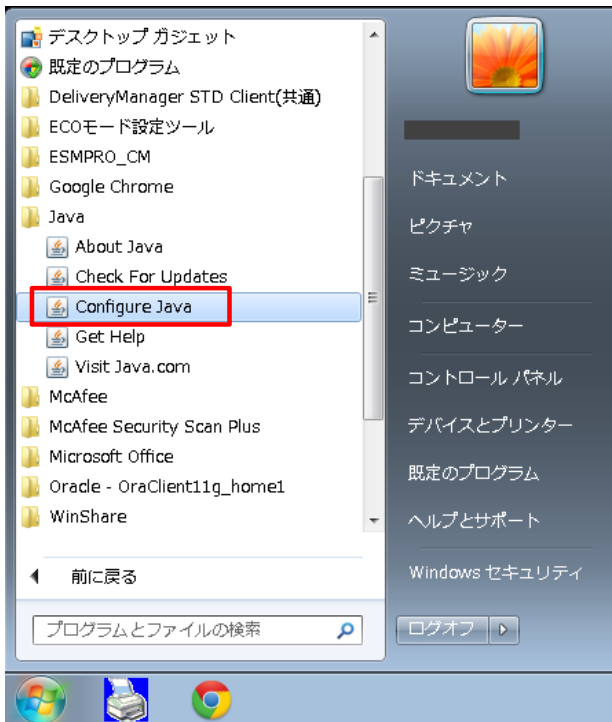 デスクトップ ガジェット
既定のプログラム
DeliveryManager STD Client(共通)
ECOモード設定ツール
ESMPRO_CM
Google Chrome
Java
About Java
Check For Updates
Configure Java
Get Help
Visit Java.com
McAfee
McAfee Security Scan Plus
Microsoft Office
Oracle - OraClient11g_home1
WinShare
前に戻る
プログラムとファイルの検索
ドキュメント
ピクチャ
ミュージック
コンピューター
コントロール パネル
デバイスとプリンター
既定のプログラム
ヘルプとサポート
Windows セキュリティ
ログオフ